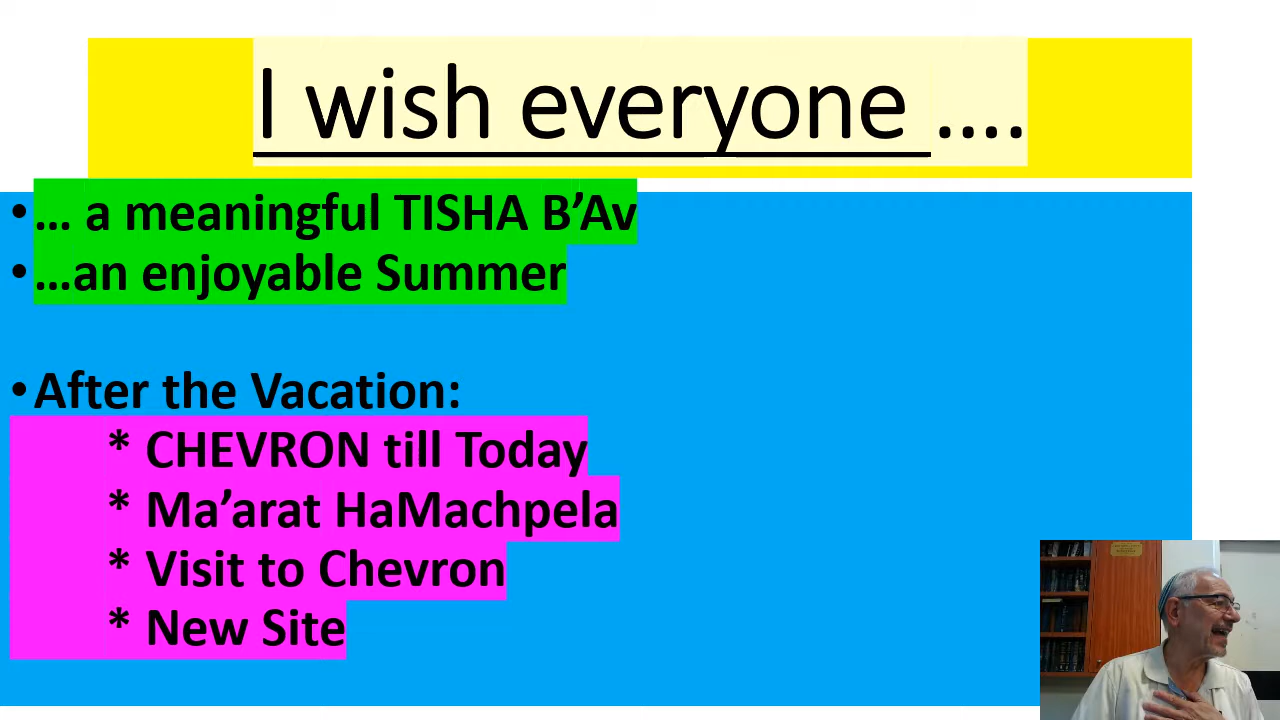 I wish everyone ….
•… a meaningful TISHA B’Av
•…an enjoyable Summer
•After the Vacation:
* CHEVRON till Today
* Ma’arat HaMachpela
* Visit to Chevron
* New Site